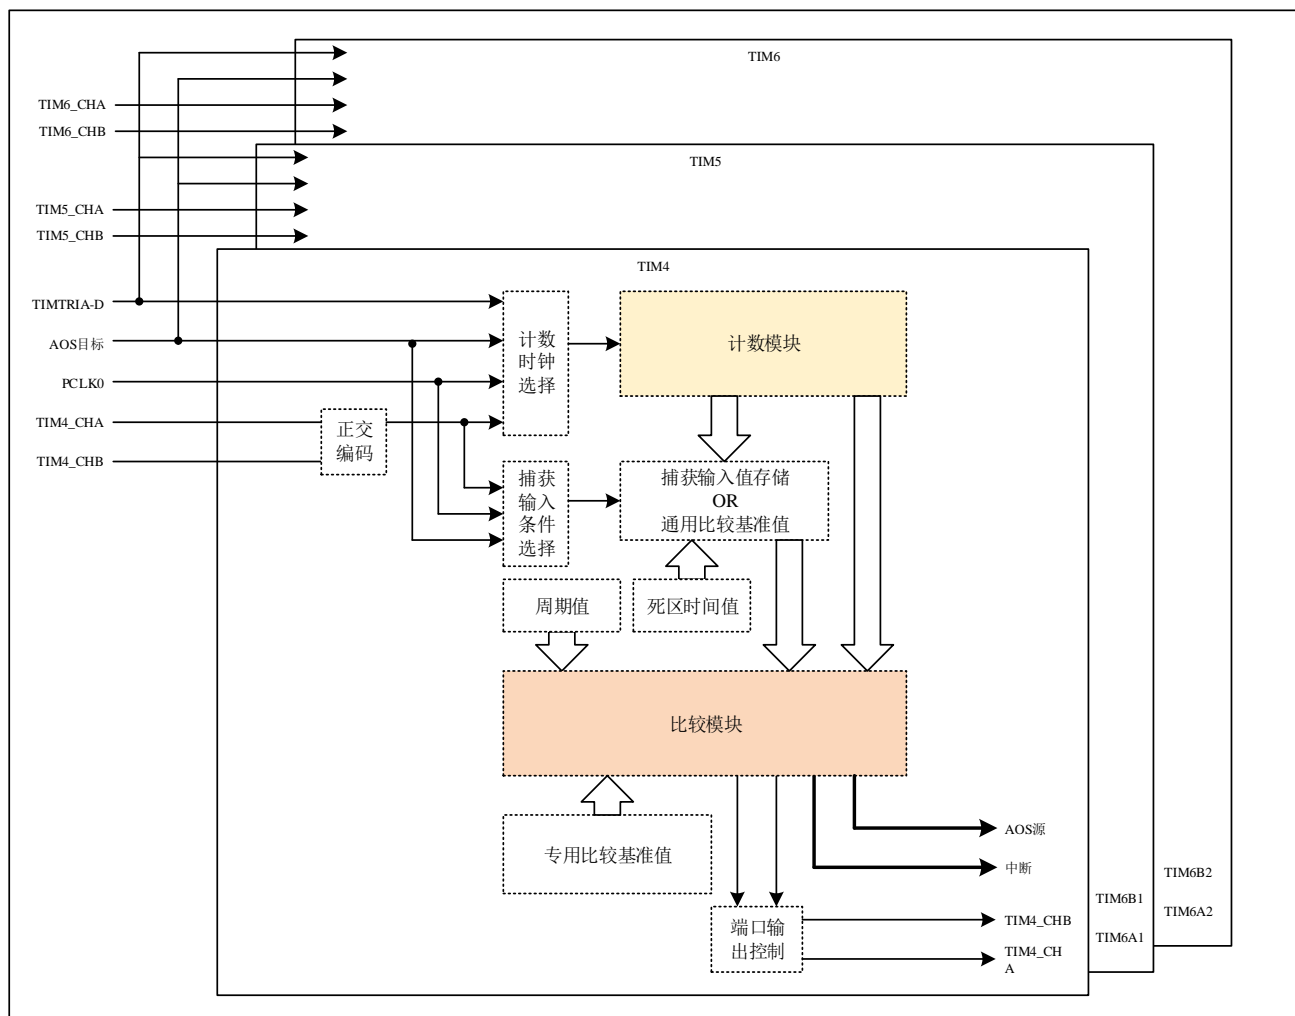 TIM6
TIM6_CHA
TIM6_CHB
TIM5
TIM5_CHA
TIM5_CHB
TIM4
TIMTRIA-D
AOS目标
PCLK0
TIM4_CHA
TIM4_CHB
正交
编码
计数
时钟
选择
计数模块
捕获
输入
条件
选择
捕获输入值存储
OR
通用比较基准值
周期值
死区时间值
比较模块
专用比较基准值
AOS源
中断
端口输
出控制
TIM4_CHB
TIM4_CH
A
TIM6B1
TIM6A1
TIM6B2
TIM6A2